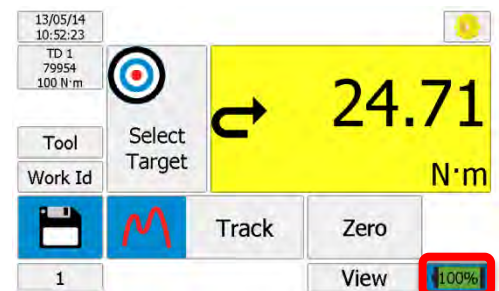 13/05/14
10:52:23
TD 1
79954
100 N·m
Tool
Work Id
Select
Target
24.71
N·m
Track
Zero
1
View
100%